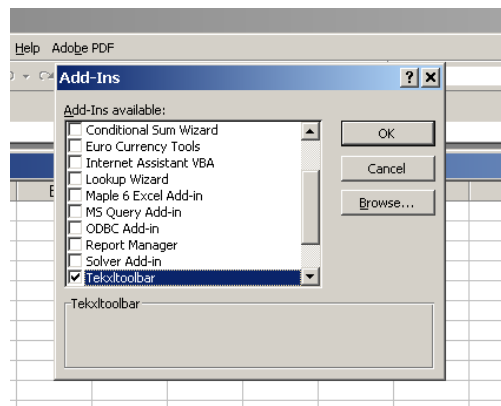 Help Adobe PDF
Add-Ins
Add-Ins available:
Conditional Sum Wizard
Euro Currency Tools
Internet Assistant VBA
Lookup Wizard
Maple 6 Excel Add-in
MS Query Add-in
ODBC Add-in
Report Manager
Solver Add-in
Tekxltoolbar
OK
Cancel
Browse...
Tekxltoolbar